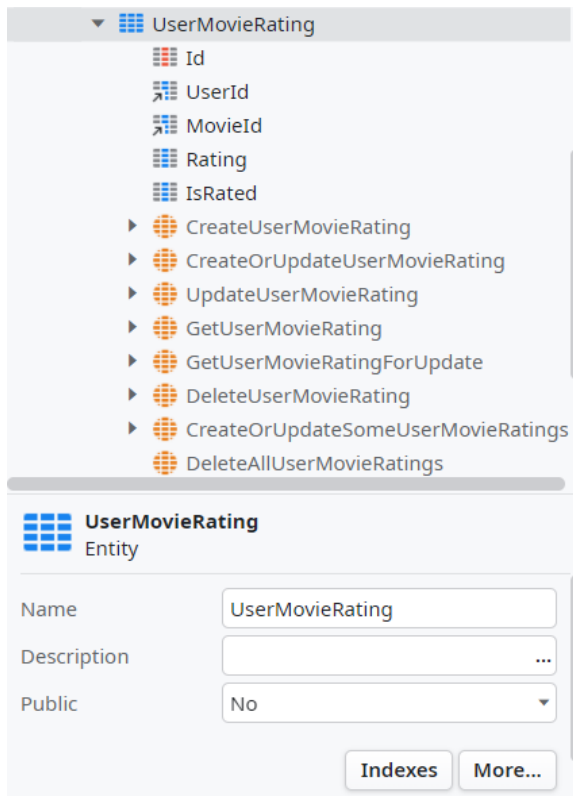 UserMovieRating
Id
UserId
MovieId
Rating
IsRated
CreateUserMovieRating
CreateOrUpdateUserMovieRating
UpdateUserMovieRating
GetUserMovieRating
GetUserMovieRatingForUpdate
DeleteUserMovieRating
CreateOrUpdateSomeUserMovieRatings
DeleteAllUserMovieRatings
UserMovieRating
Entity
Name UserMovieRating
Description ...
Public No
Indexes More...